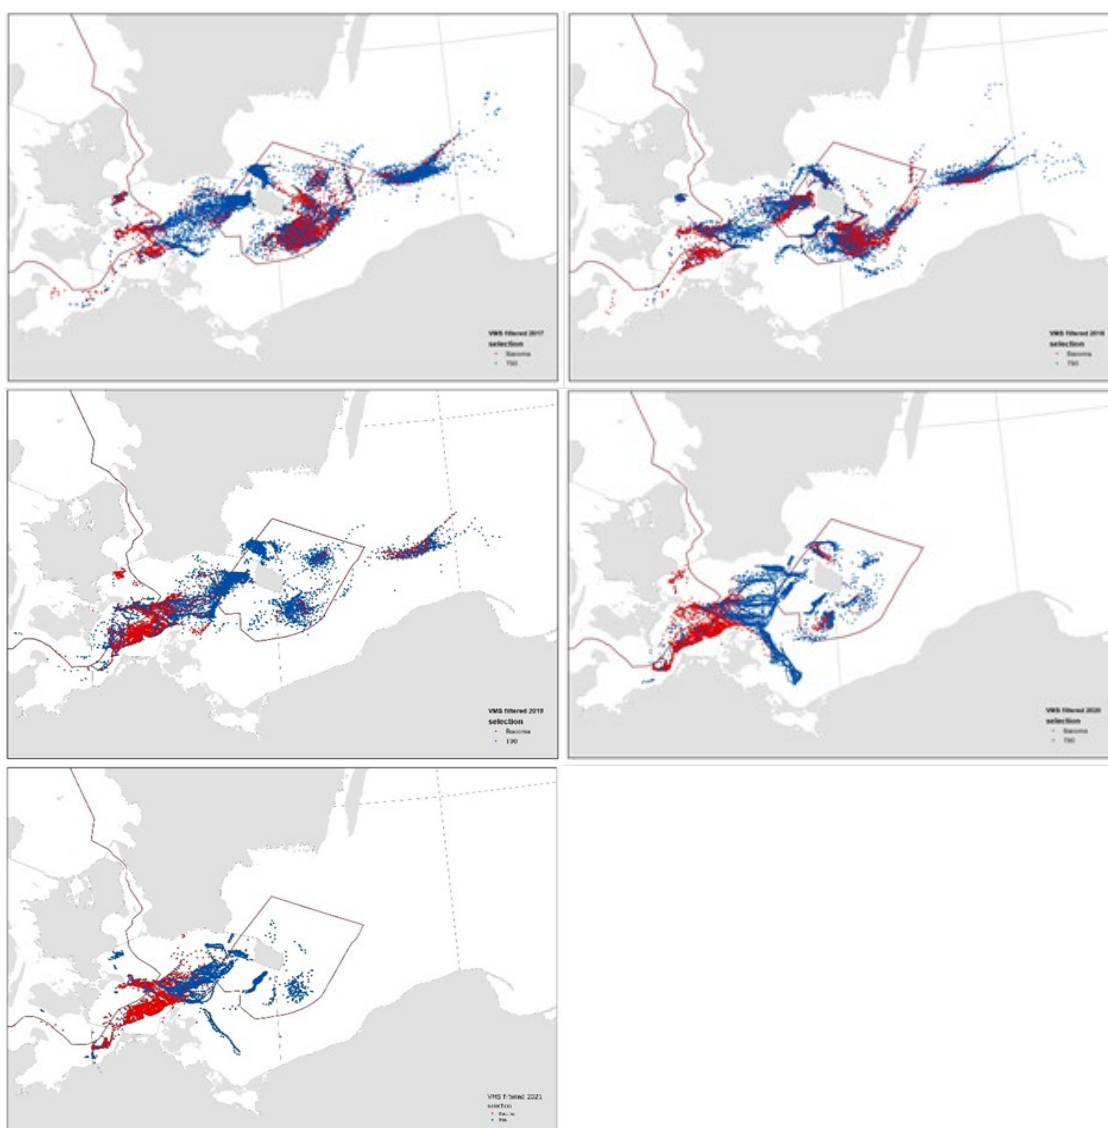 VMS filtered 2017
selection
Bacoma
T90
VMS filtered 2018
selection
Bacoma
T90
VMS filtered 2019
selection
Bacoma
T90
VMS filtered 2020
selection
Bacoma
T90
VMS filtered 2021
selection